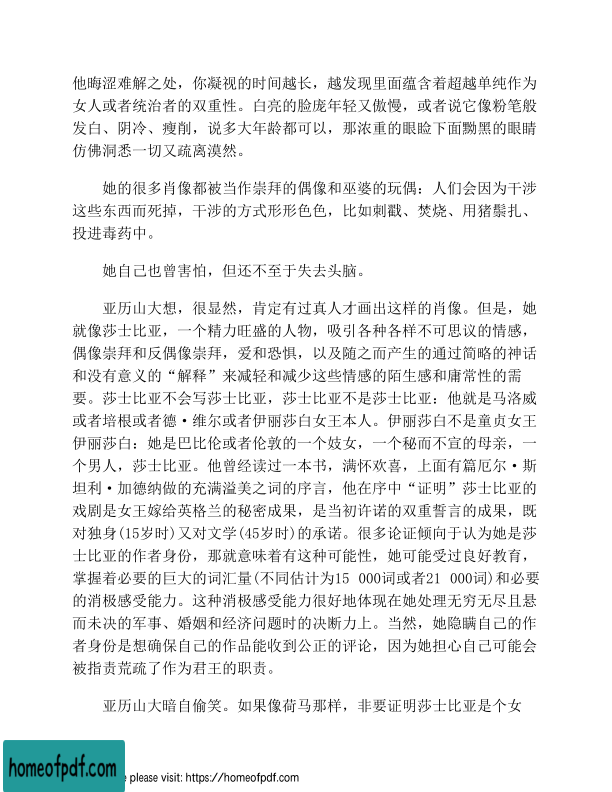 他晦涩难解之处，你凝视的时间越长，越发现里面蕴含着超越单纯作为
女人或者统治者的双重性。白亮的脸庞年轻又傲慢，或者说它像粉笔般
发白、阴冷、瘦削，说多大年龄都可以，那浓重的眼睑下面黝黑的眼睛
仿佛洞悉一切又疏离漠然。
她的很多肖像都被当作崇拜的偶像和巫婆的玩偶：人们会因为干涉
这些东西而死掉，干涉的方式形形色色，比如刺戳、焚烧、用猪鬃扎、
投进毒药中。
她自己也曾害怕，但还不至于失去头脑。
亚历山大想，很显然，肯定有过真人才画出这样的肖像。但是，她
就像莎士比亚，一个精力旺盛的人物，吸引各种各样不可思议的情感，
偶像崇拜和反偶像崇拜，爱和恐惧，以及随之而产生的通过简略的神话
和没有意义的“解释”来减轻和减少这些情感的陌生感和庸常性的需
要。莎士比亚不会写莎士比亚，莎士比亚不是莎士比亚：他就是马洛威
或者培根或者德·维尔或者伊丽莎白女王本人。伊丽莎白不是童贞女王
伊丽莎白：她是巴比伦或者伦敦的一个妓女，一个秘而不宣的母亲，一
个男人，莎士比亚。他曾经读过一本书，满怀欢喜，上面有篇厄尔·斯
坦利·加德纳做的充满溢美之词的序言，他在序中“证明”莎士比亚的
戏剧是女王嫁给英格兰的秘密成果，是当初许诺的双重誓言的成果，既
对独身(15岁时)又对文学(45岁时)的承诺。很多论证倾向于认为她是莎
士比亚的作者身份，那就意味着有这种可能性，她可能受过良好教育，
掌握着必要的巨大的词汇量(不同估计为15 000词或者21 000词)和必要
的消极感受能力。这种消极感受能力很好地体现在她处理无穷无尽且悬
而未决的军事、婚姻和经济问题时的决断力上。当然，她隐瞒自己的作
者身份是想确保自己的作品能收到公正的评论，因为她担心自己可能会
被指责荒疏了作为君王的职责。
亚历山大暗自偷笑。如果像荷马那样，非要证明莎士比亚是个女
homeofpdf.com
e please visit: https://homeofpdf.com